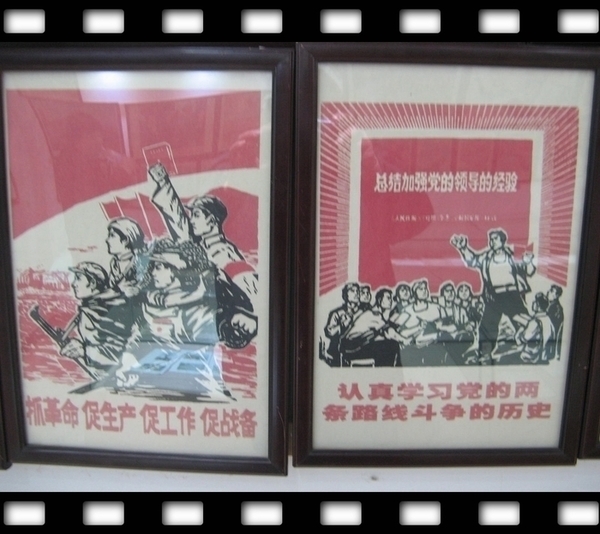 抓革命 促生产 促工作 促战备
总结加强党的领导的经验
认真学习党的两
条路线斗争的历史